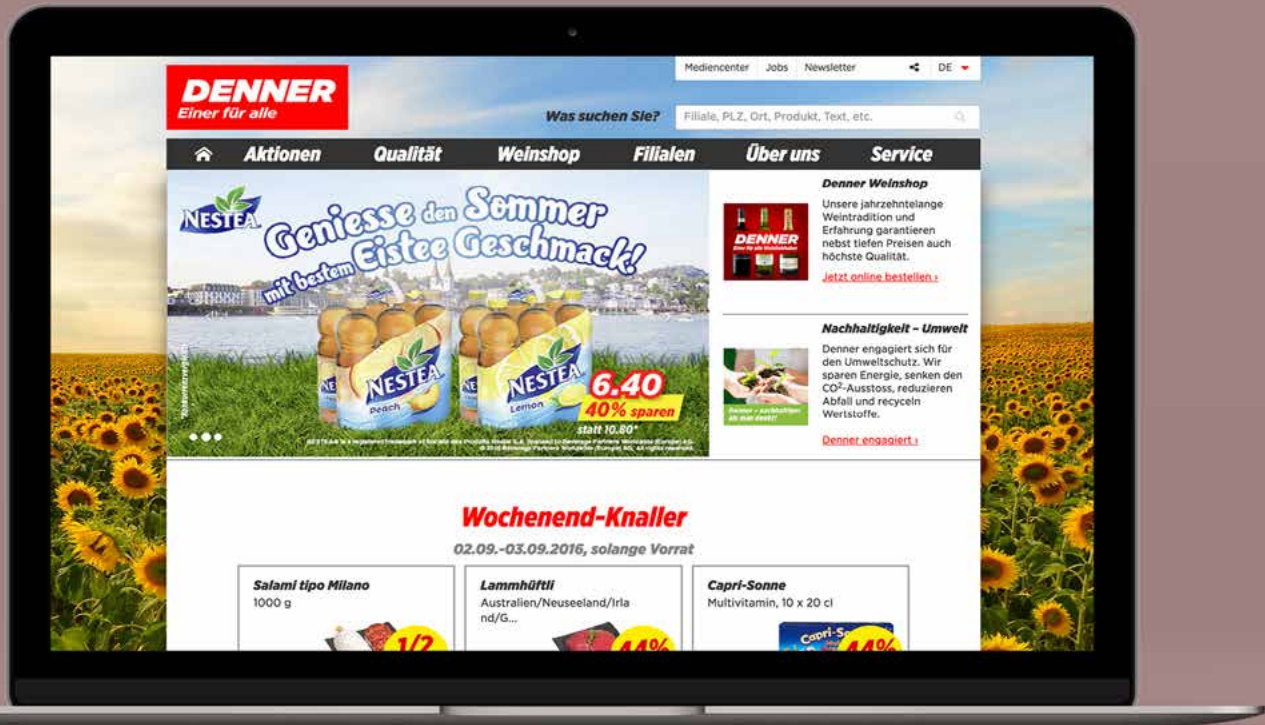 DENNER
Einer für alle
Mediencenter Jobs Newsletter DE
Was suchen Sie? Filiale, PLZ, Ort, Produkt, Text, etc.
Aktionen Qualität Weinshop Filialen Über uns Service
NESTEA
Geniesse den Sommer
mit bestem Eistee Geschmack!
NESTEA
Peach
NESTEA
Lemon
6.40
40% sparen
statt 10.80*
Denner Weinshop
DENNER
Unsere jahrzehntelange
Weintradition und
Erfahrung garantieren
nebst tiefen Preisen auch
höchste Qualität.
Jetzt online bestellen ›
Nachhaltigkeit – Umwelt
Denner engagiert sich für
den Umweltschutz. Wir
sparen Energie, senken den
CO²-Ausstoss, reduzieren
Abfall und recyceln
Wertstoffe.
Denner engagiert ›
Wochenend-Knaller
02.09.-03.09.2016, solange Vorrat
Salami tipo Milano
1000 g
1/2
Lammhüftli
Australien/Neuseeland/Irla
nd/G...
44%
Capri-Sonne
Multivitamin, 10 x 20 cl
44%